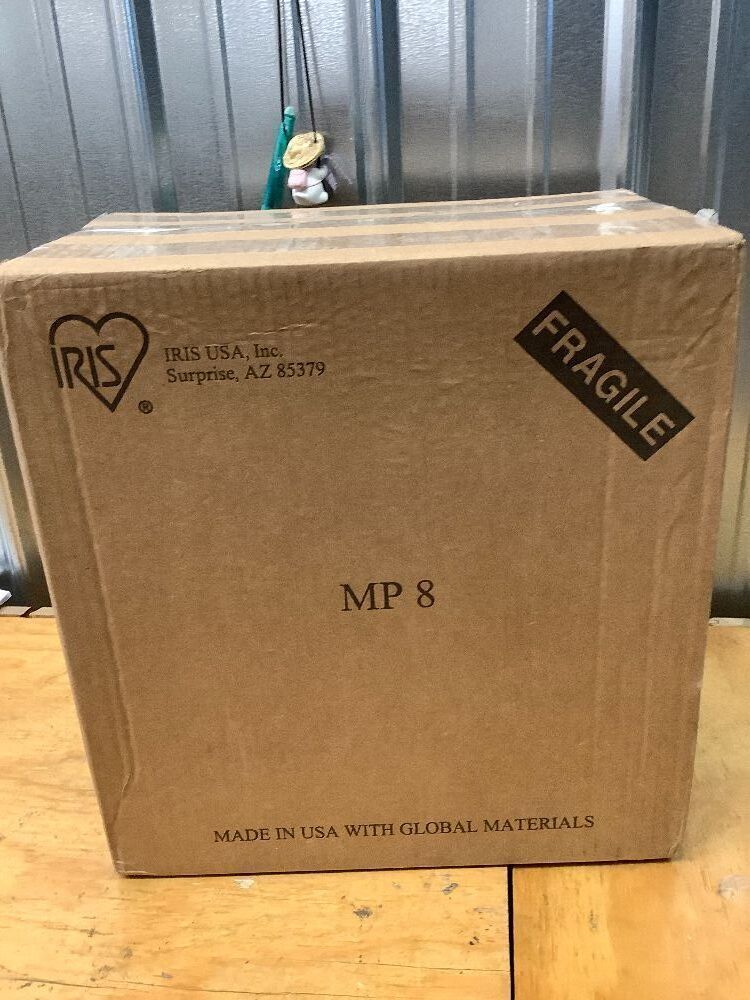 IRIS
®
IRIS USA, Inc.
Surprise, AZ 85379
FRAGILE
MP 8
MADE IN USA WITH GLOBAL MATERIALS